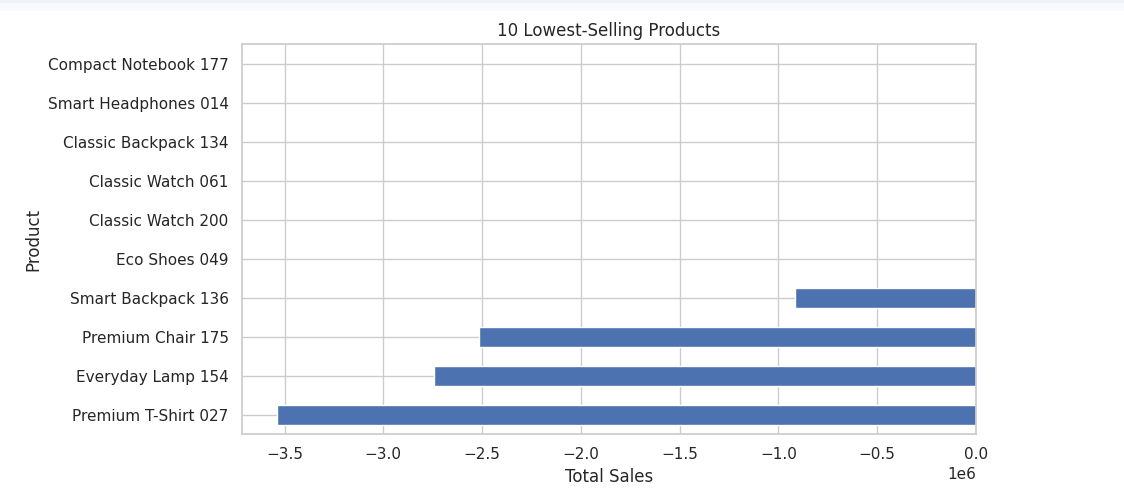 10 Lowest-Selling Products
Product
Compact Notebook 177
Smart Headphones 014
Classic Backpack 134
Classic Watch 061
Classic Watch 200
Eco Shoes 049
Smart Backpack 136
Premium Chair 175
Everyday Lamp 154
Premium T-Shirt 027
−3.5 −3.0 −2.5 −2.0 −1.5 −1.0 −0.5 0.0
1e6
Total Sales